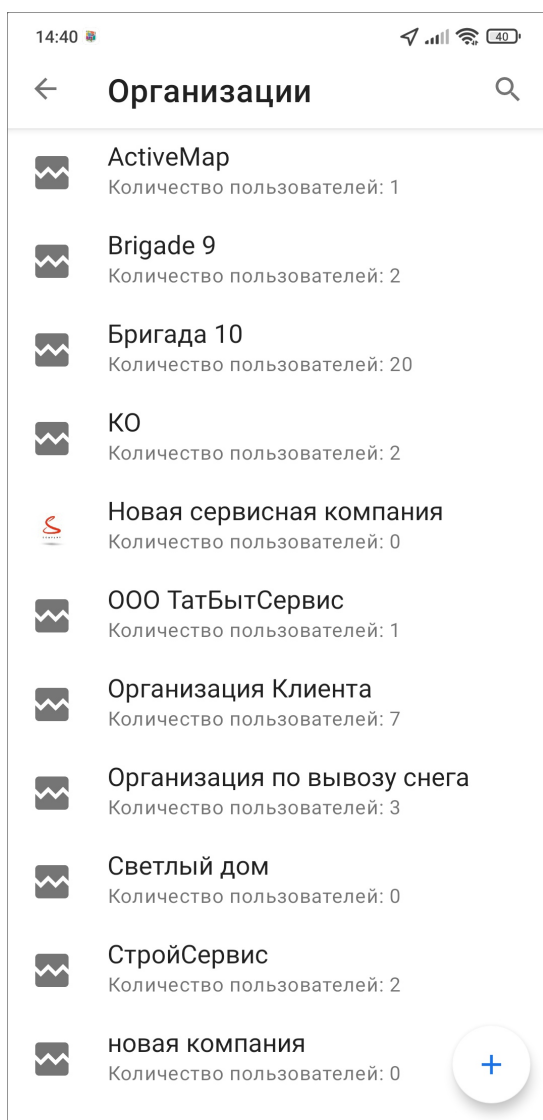 14:40
40
Организации
ActiveMap
Количество пользователей: 1
Brigade 9
Количество пользователей: 2
Бригада 10
Количество пользователей: 20
КО
Количество пользователей: 2
Новая сервисная компания
Количество пользователей: 0
ООО ТатБытСервис
Количество пользователей: 1
Организация Клиента
Количество пользователей: 7
Организация по вывозу снега
Количество пользователей: 3
Светлый дом
Количество пользователей: 0
СтройСервис
Количество пользователей: 2
новая компания
Количество пользователей: 0